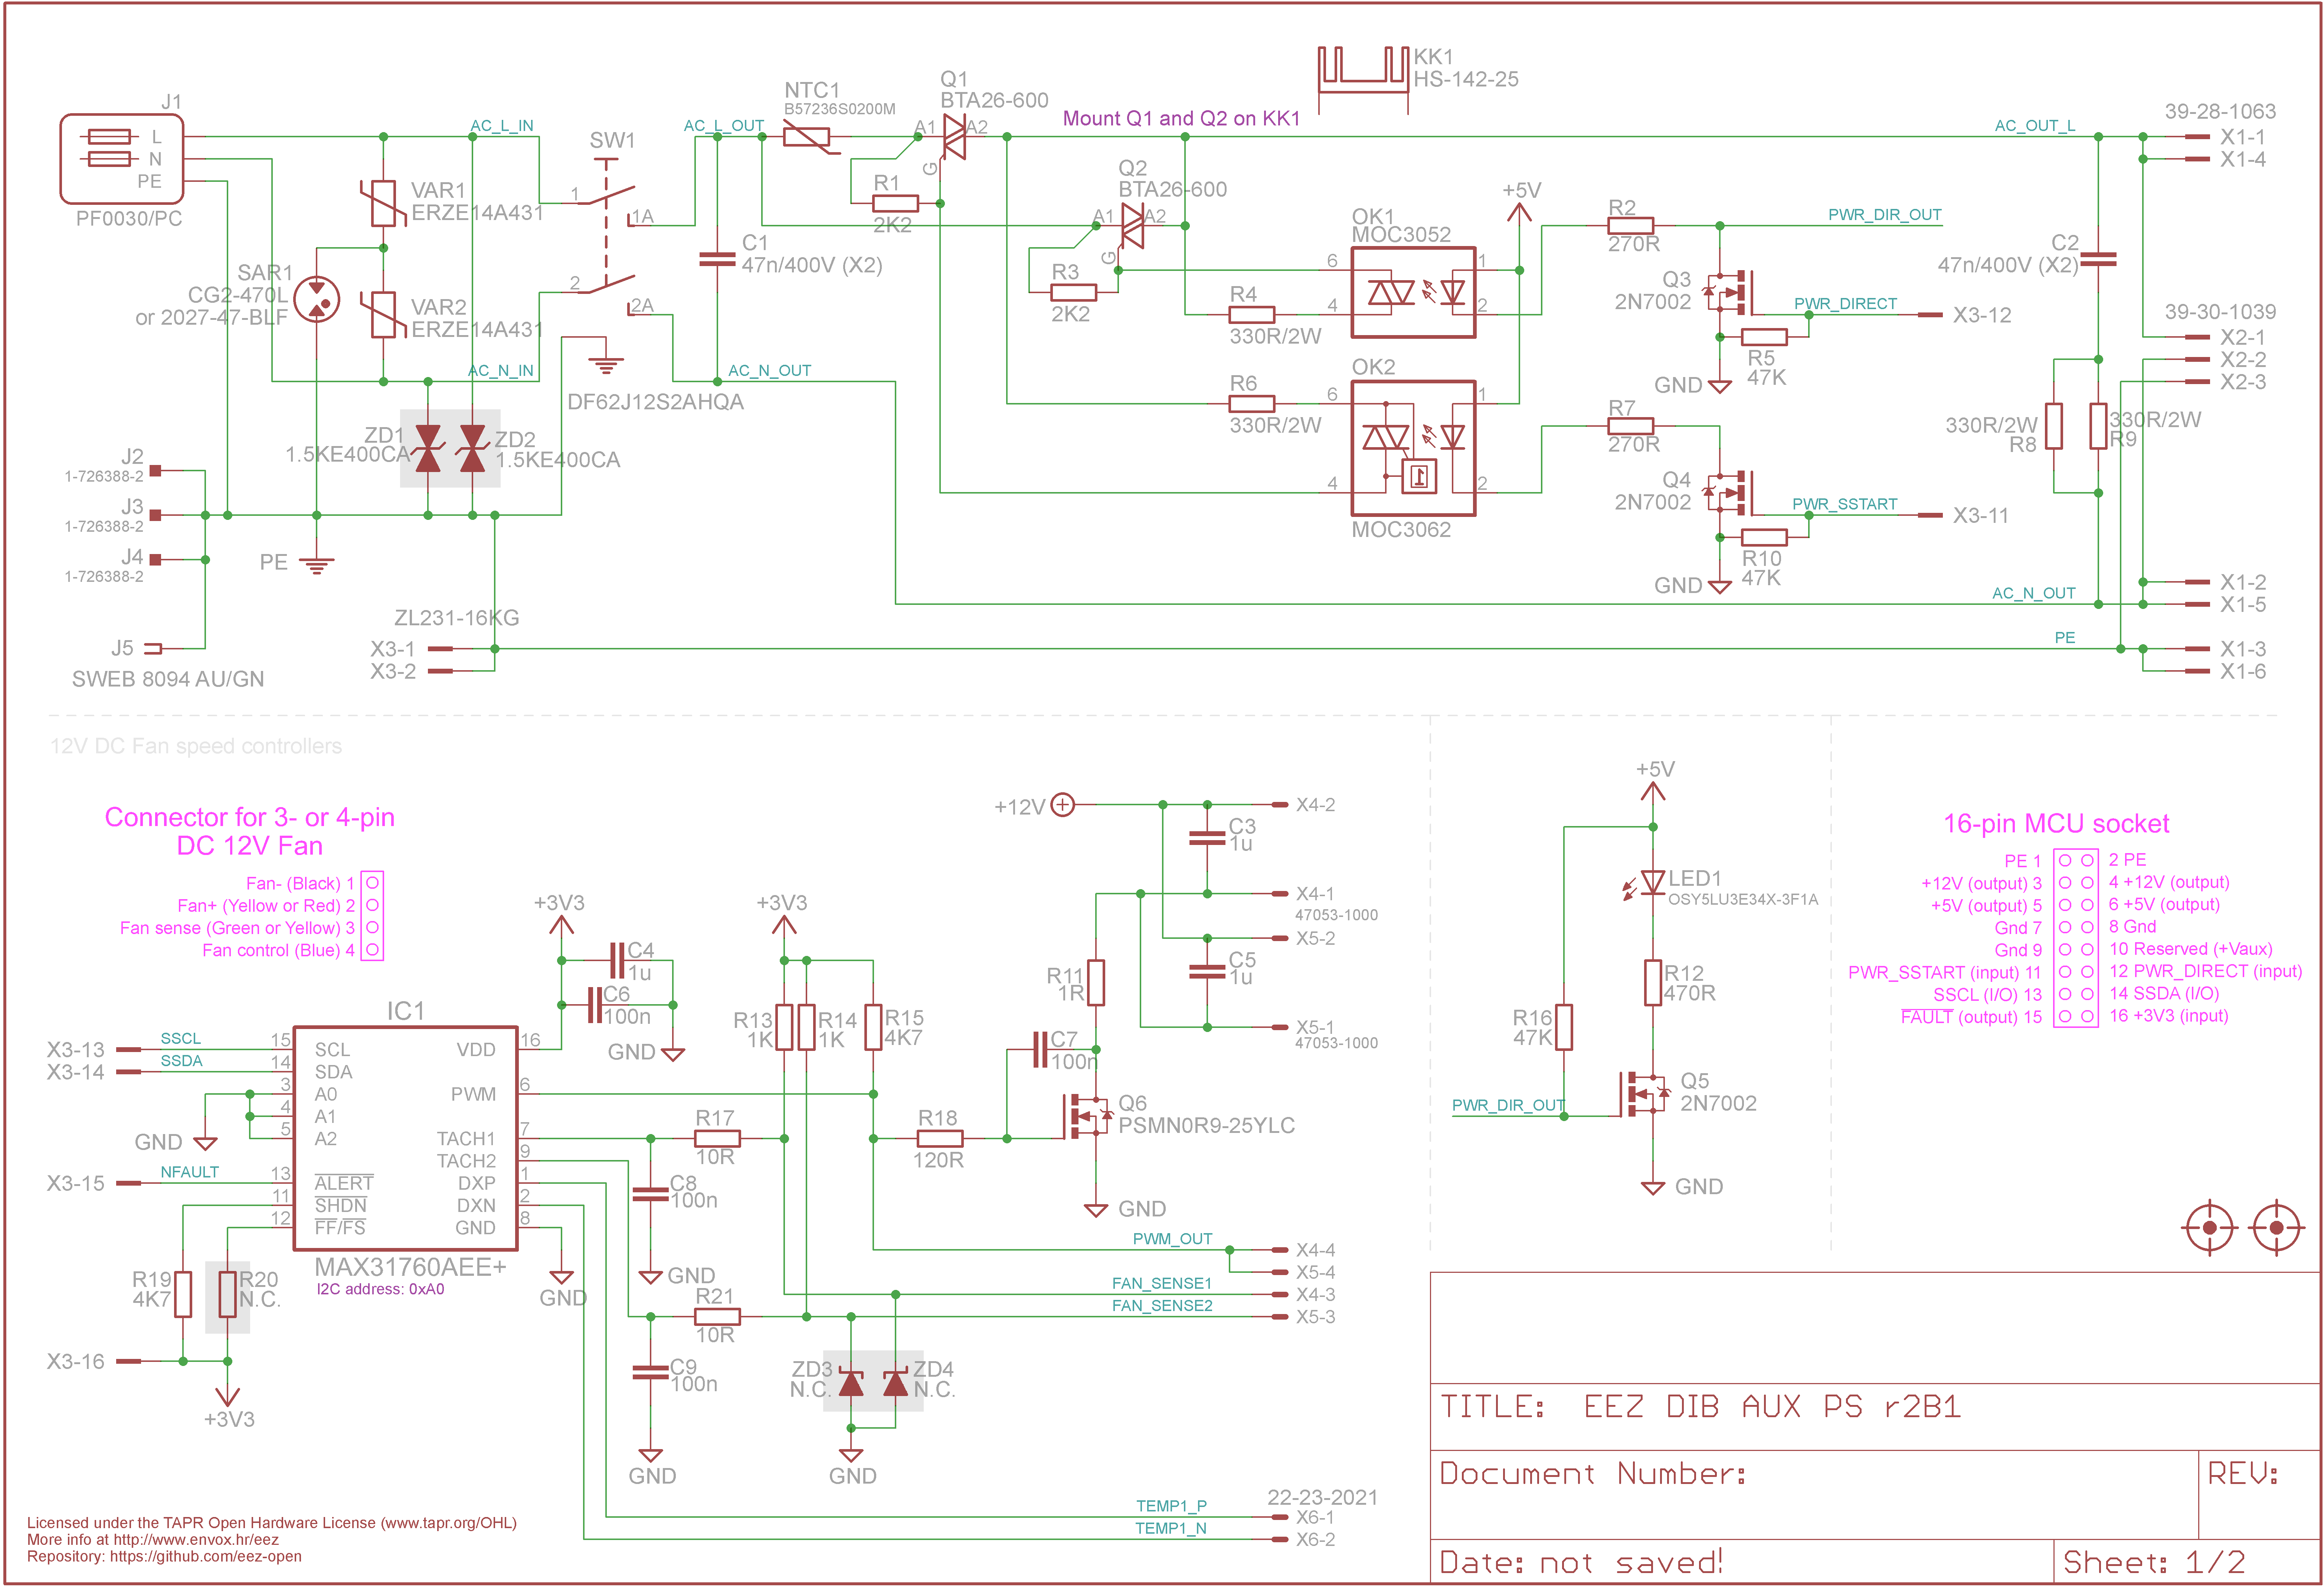 J1
L
N
PE
PF0030/PC
AC_L_IN
VAR1
ERZE14A431
SAR1
CG2-470L
or 2027-47-BLF
VAR2
ERZE14A431
AC_N_IN
ZD1
1.5KE400CA
ZD2
1.5KE400CA
J2
1-726388-2
J3
1-726388-2
J4
1-726388-2
PE
J5
SWEB 8094 AU/GN
ZL231-16KG
X3-1
X3-2
SW1
1
1A
2
2A
DF62J12S2AHQA
AC_L_OUT
C1
47n/400V (X2)
AC_N_OUT
NTC1
B57236S0200M
Q1
BTA26-600
A1
A2
G
R1
2K2
Mount Q1 and Q2 on KK1
KK1
HS-142-25
Q2
BTA26-600
A1
A2
G
R3
2K2
R4
330R/2W
R6
330R/2W
OK1
MOC3052
6
4
1
2
OK2
6
4
1
2
MOC3062
+5V
R2
270R
PWR_DIR_OUT
Q3
2N7002
PWR_DIRECT
X3-12
R5
47K
GND
R7
270R
Q4
2N7002
PWR_SSTART
X3-11
R10
47K
GND
AC_OUT_L
39-28-1063
X1-1
X1-4
C2
47n/400V (X2)
39-30-1039
X2-1
X2-2
X2-3
330R/2W
R8
330R/2W
R9
AC_N_OUT
X1-2
X1-5
PE
X1-3
X1-6
12V DC Fan speed controllers
Connector for 3- or 4-pin
DC 12V Fan
Fan- (Black) 1
Fan+ (Yellow or Red) 2
Fan sense (Green or Yellow) 3
Fan control (Blue) 4
IC1
X3-13
SSCL
15
SCL
X3-14
SSDA
14
SDA
3
A0
4
A1
5
A2
GND
X3-15
NFAULT
13
ALERT
11
SHDN
12
FF/FS
VDD
16
PWM
6
TACH1
7
TACH2
9
DXP
1
DXN
2
GND
8
MAX31760AEE+
I2C address: 0xA0
R19
4K7
R20
N.C.
X3-16
+3V3
+3V3
C4
1u
C6
100n
GND
GND
+3V3
R13
1K
R14
1K
R15
4K7
R17
10R
C8
100n
GND
R21
10R
C9
100n
GND
R18
120R
C7
100n
R11
1R
Q6
PSMN0R9-25YLC
GND
+12V
X4-2
C3
1u
X4-1
47053-1000
X5-2
C5
1u
X5-1
47053-1000
PWM_OUT
X4-4
X5-4
FAN_SENSE1
X4-3
FAN_SENSE2
X5-3
ZD3
N.C.
ZD4
N.C.
GND
TEMP1_P
22-23-2021
X6-1
TEMP1_N
X6-2
+5V
LED1
OSY5LU3E34X-3F1A
R12
470R
R16
47K
PWR_DIR_OUT
Q5
2N7002
GND
16-pin MCU socket
PE 1
2 PE
+12V (output) 3
4 +12V (output)
+5V (output) 5
6 +5V (output)
Gnd 7
8 Gnd
Gnd 9
10 Reserved (+Vaux)
PWR_SSTART (input) 11
12 PWR_DIRECT (input)
SSCL (I/O) 13
14 SSDA (I/O)
FAULT (output) 15
16 +3V3 (input)
TITLE: EEZ DIB AUX PS r2B1
Document Number:
REV:
Date: not saved!
Sheet: 1/2
Licensed under the TAPR Open Hardware License (www.tapr.org/OHL)
More info at http://www.envox.hr/eez
Repository: https://github.com/eez-open